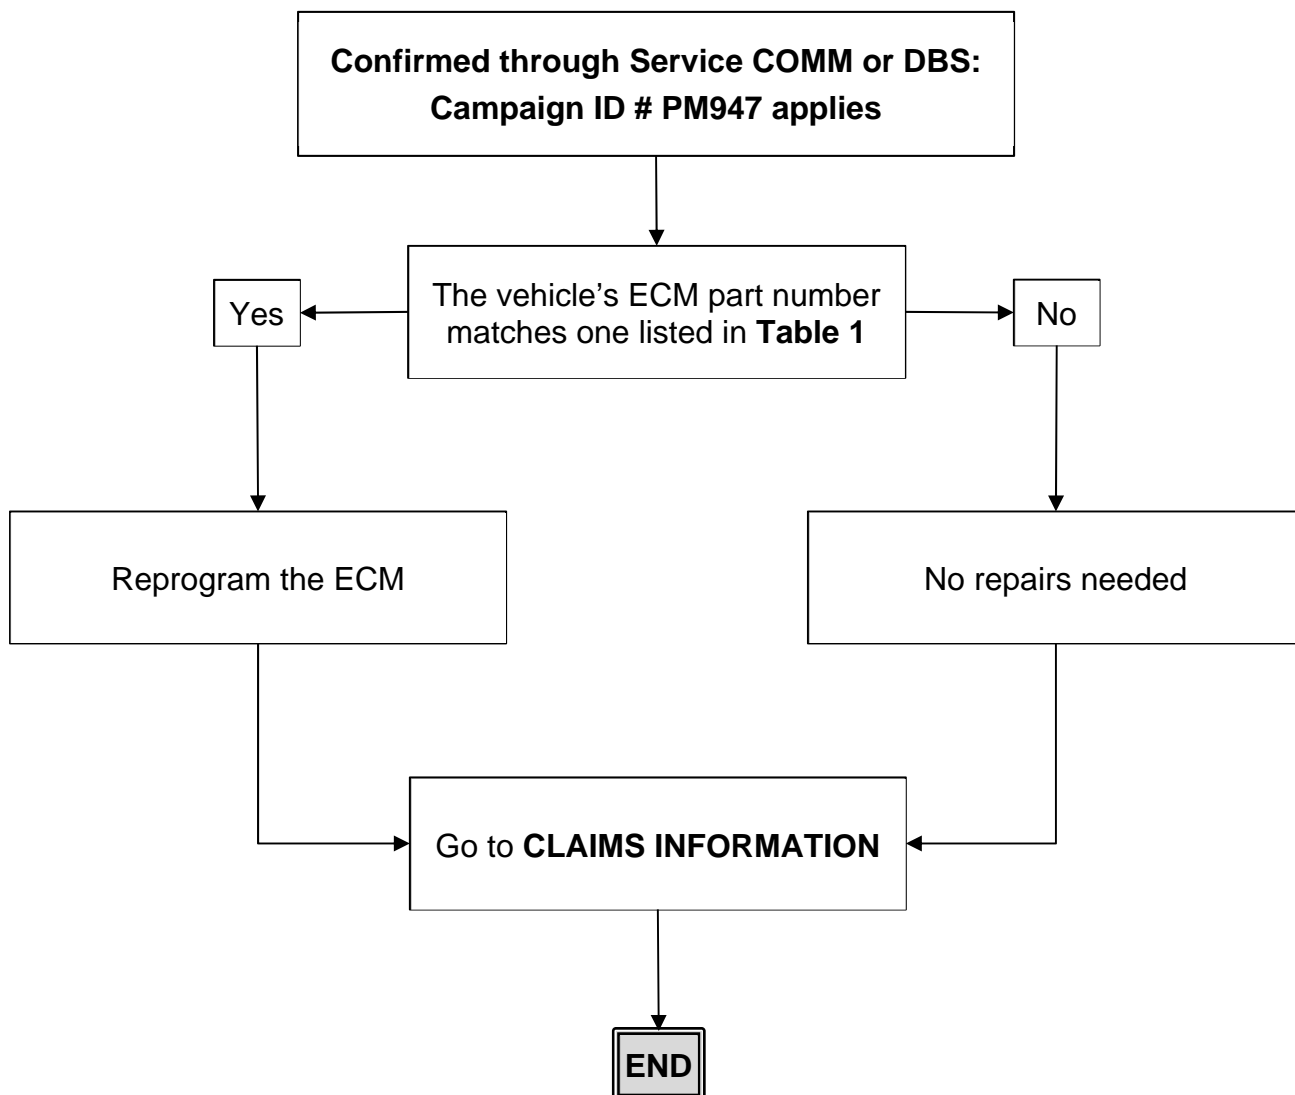 Confirmed through Service COMM or DBS:
Campaign ID # PM947 applies
The vehicle’s ECM part number
matches one listed in Table 1
Yes
No
Reprogram the ECM
No repairs needed
Go to CLAIMS INFORMATION
END